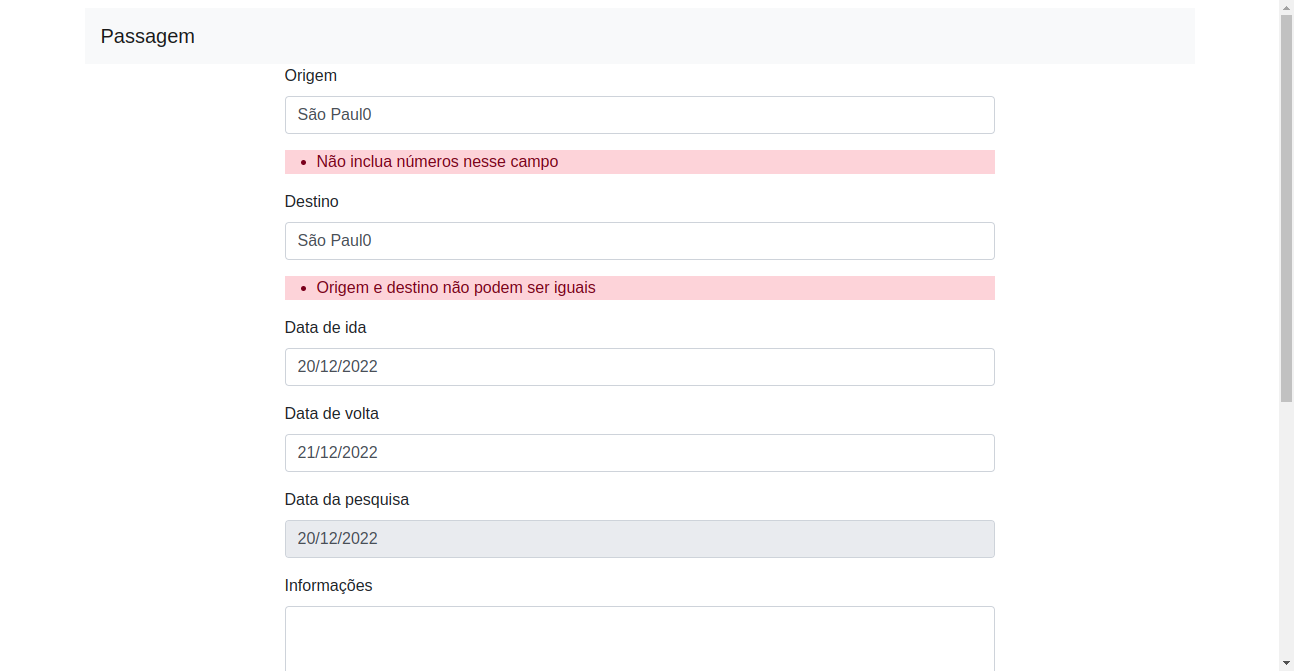 Passagem
Origem
São Paul0
Não inclua números nesse campo
Destino
São Paul0
Origem e destino não podem ser iguais
Data de ida
20/12/2022
Data de volta
21/12/2022
Data da pesquisa
20/12/2022
Informações